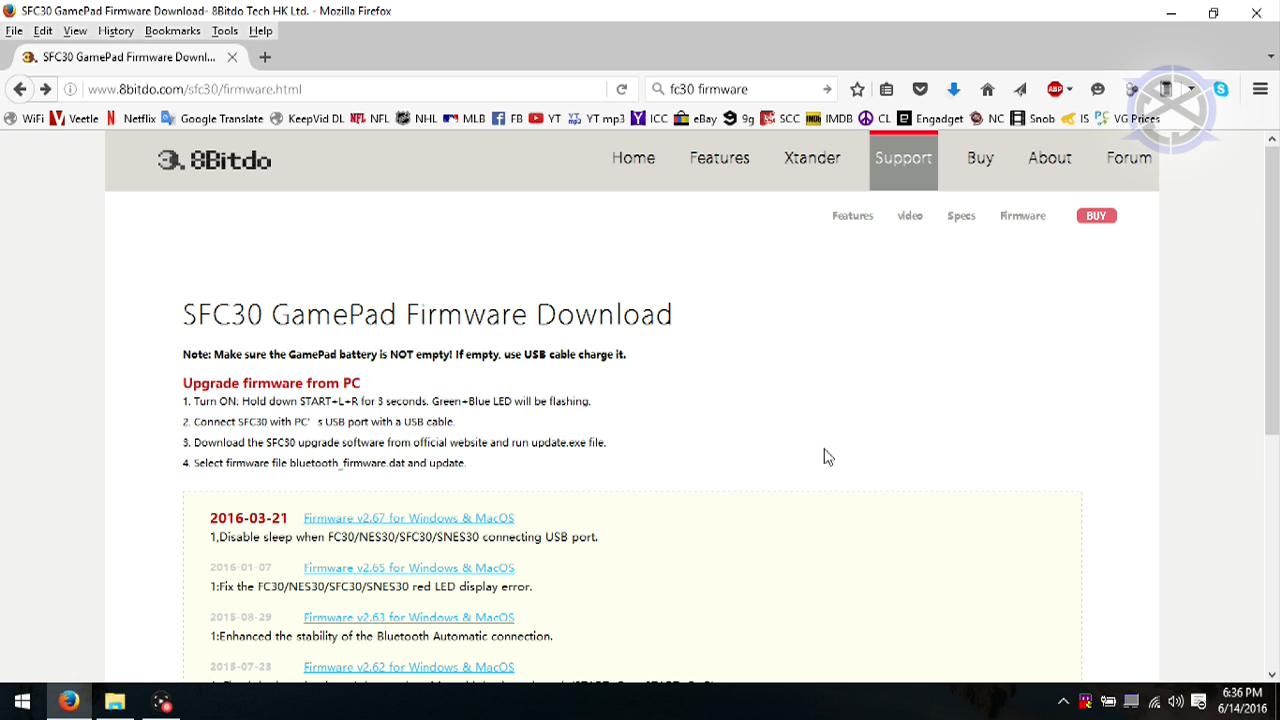 SFC30 GamePad Firmware Download- 8Bitdo Tech HK Ltd. - Mozilla Firefox
File Edit View History Bookmarks Tools Help
SFC30 GamePad Firmware Downl...
www.8bitdo.com/sfc30/firmware.html
fc30 firmware
ABP
WiFi Veetle Netflix Google Translate KeepVid DL NFL NHL MLB FB YT YT mp3 ICC eBay 9g SCC IMDB CL Engadget NC Snob IS VG Prices
8Bitdo
Home Features Xtander Support Buy About Forum
Features video Specs Firmware BUY
SFC30 GamePad Firmware Download
Note: Make sure the GamePad battery is NOT empty! If empty, use USB cable charge it.
Upgrade firmware from PC
1. Turn ON: Hold down START+L+R for 3 seconds. Green+Blue LED will be flashing.
2. Connect SFC30 with PC's USB port with a USB cable.
3. Download the SFC30 upgrade software from official website and run update.exe file.
4. Select firmware file bluetooth_firmware.dat and update.
2016-03-21 Firmware v2.67 for Windows & MacOS
1,Disable sleep when FC30/NES30/SFC30/SNES30 connecting USB port.
2016-01-07 Firmware v2.65 for Windows & MacOS
1:Fix the FC30/NES30/SFC30/SNES30 red LED display error.
2015-08-29 Firmware v2.63 for Windows & MacOS
1:Enhanced the stability of the Bluetooth Automatic connection.
2015-07-23 Firmware v2.62 for Windows & MacOS
6:36 PM
6/14/2016